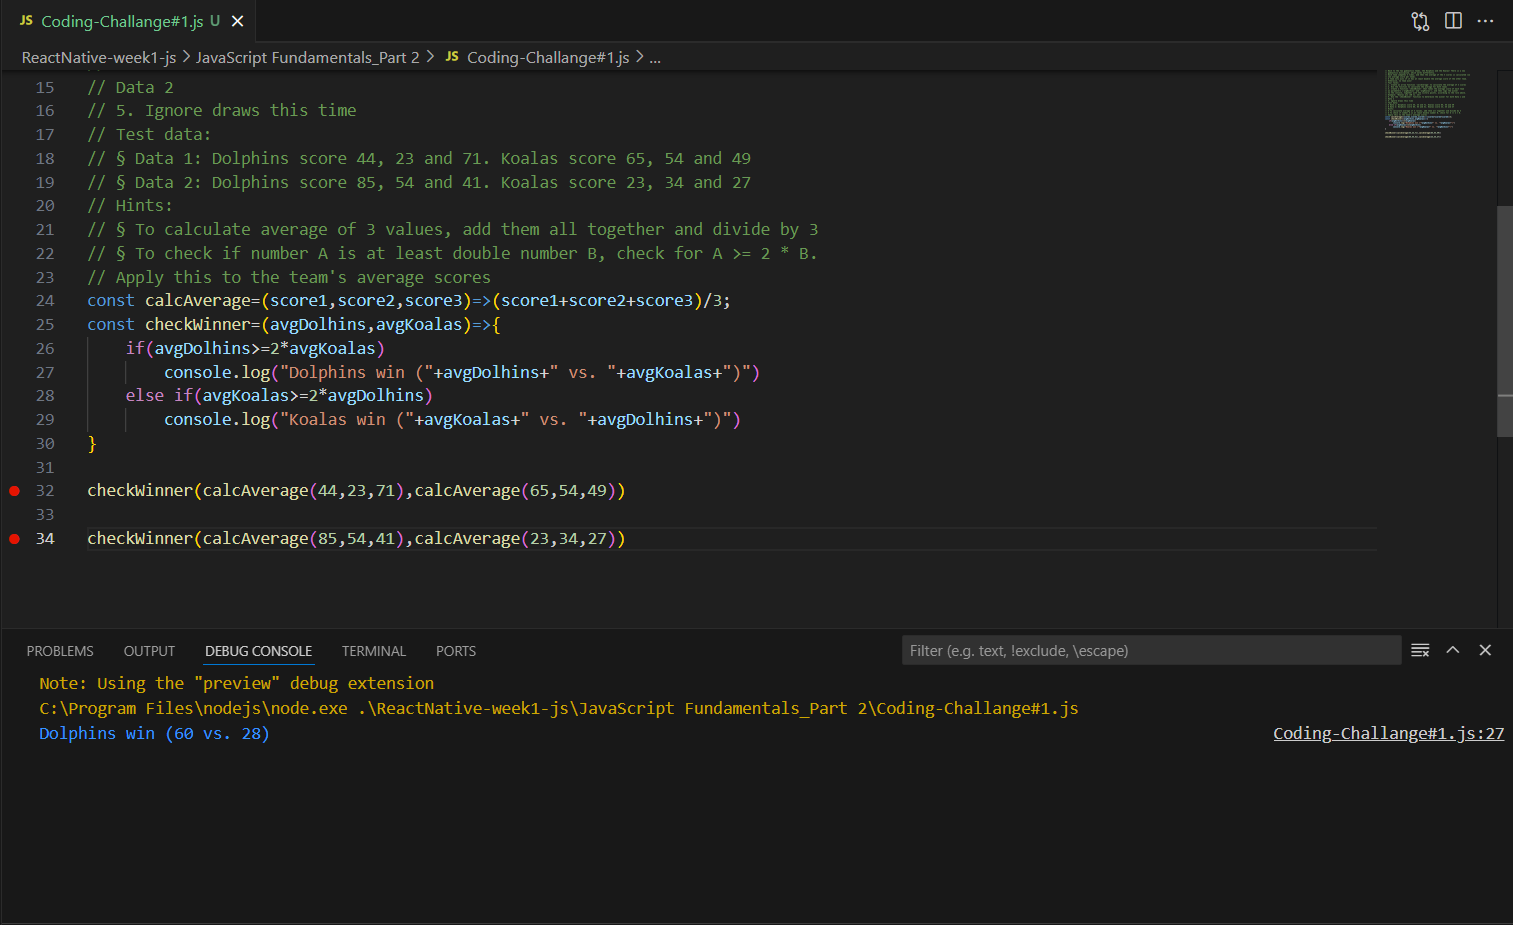 JS Coding-Challange#1.js U
ReactNative-week1-js > JavaScript Fundamentals_Part 2 > JS Coding-Challange#1.js > ...
15 // Data 2
16 // 5. Ignore draws this time
17 // Test data:
18 // § Data 1: Dolphins score 44, 23 and 71. Koalas score 65, 54 and 49
19 // § Data 2: Dolphins score 85, 54 and 41. Koalas score 23, 34 and 27
20 // Hints:
21 // § To calculate average of 3 values, add them all together and divide by 3
22 // § To check if number A is at least double number B, check for A >= 2 * B.
23 // Apply this to the team's average scores
24 const calcAverage=(score1,score2,score3)=>(score1+score2+score3)/3;
25 const checkWinner=(avgDolhins,avgKoalas)=>{
26 if(avgDolhins>=2*avgKoalas)
27 console.log("Dolphins win ("+avgDolhins+" vs. "+avgKoalas+")")
28 else if(avgKoalas>=2*avgDolhins)
29 console.log("Koalas win ("+avgKoalas+" vs. "+avgDolhins+")")
30 }
31
32 checkWinner(calcAverage(44,23,71),calcAverage(65,54,49))
33
34 checkWinner(calcAverage(85,54,41),calcAverage(23,34,27))
PROBLEMS OUTPUT DEBUG CONSOLE TERMINAL PORTS Filter (e.g. text, !exclude, \escape)
Note: Using the "preview" debug extension
C:\Program Files\nodejs\node.exe .\ReactNative-week1-js\JavaScript Fundamentals_Part 2\Coding-Challange#1.js
Dolphins win (60 vs. 28) Coding-Challange#1.js:27